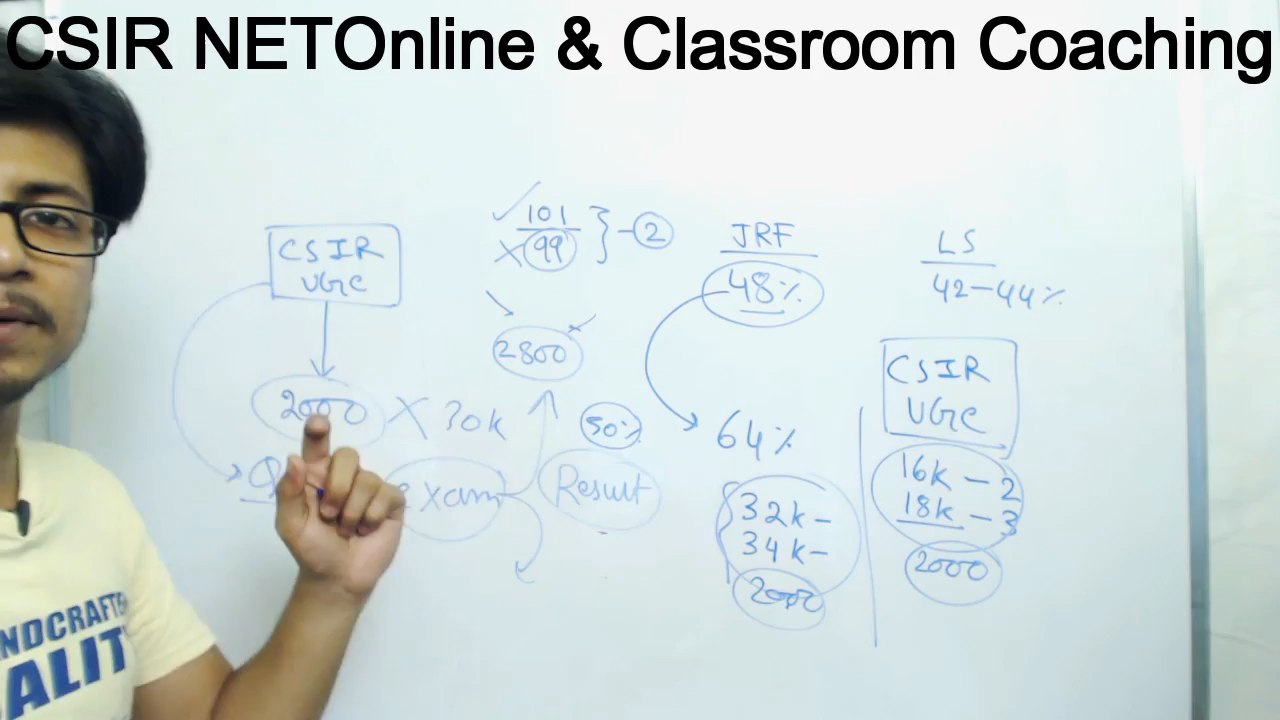 CSIR NETOnline & Classroom Coaching
CSIR
UGC
2000 X 30k
exam
101
X 99 } - 2
2800
50%
Result
JRF
48%
64%
32k -
34k -
2000
LS
42-44%
CSIR
UGC
16k - 2
18k - 3
2000
NDCRAFTE
ALIT